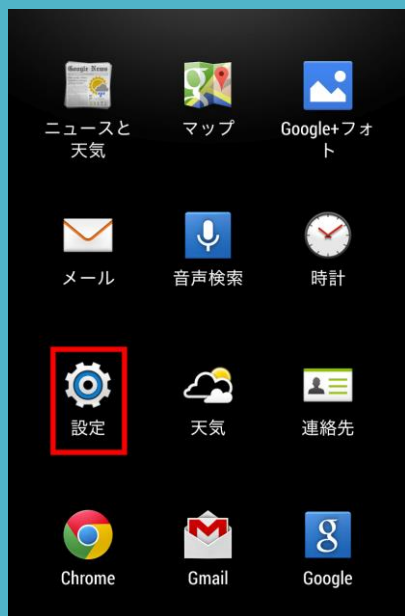 Google News
ニュースと
天気
マップ
Google+フォ
ト
メール
音声検索
時計
設定
天気
連絡先
Chrome
Gmail
Google